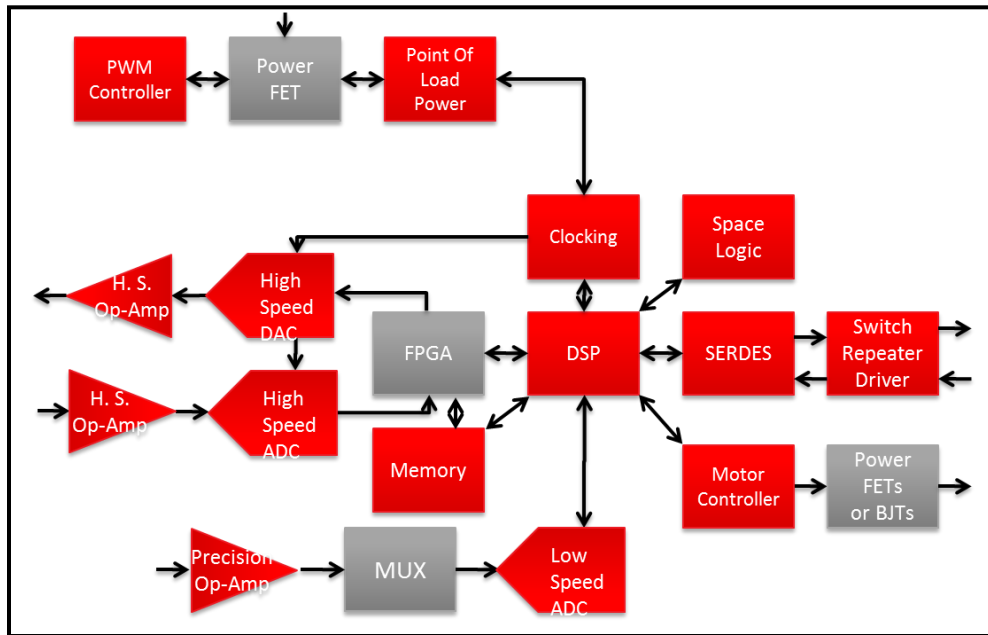 PWM
Controller
Power
FET
Point Of
Load
Power
Clocking
Space
Logic
H. S.
Op-Amp
High
Speed
DAC
FPGA
DSP
SERDES
Switch
Repeater
Driver
H. S.
Op-Amp
High
Speed
ADC
Memory
Motor
Controller
Power
FETs
or BJTs
Precision
Op-Amp
MUX
Low
Speed
ADC